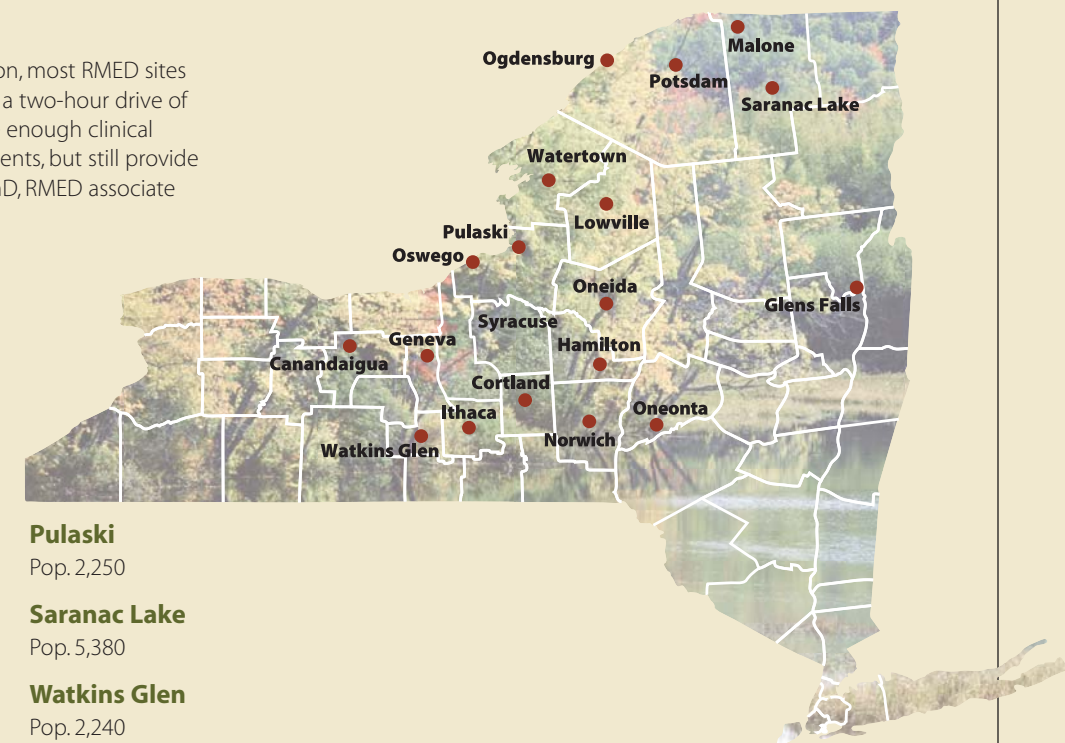 on, most RMED sites
a two-hour drive of
enough clinical
ents, but still provide
D, RMED associate
Malone
Ogdensburg
Potsdam
Saranac Lake
Watertown
Lowville
Pulaski
Oswego
Oneida
Glens Falls
Syracuse
Geneva
Hamilton
Canandaigua
Cortland
Ithaca
Oneonta
Norwich
Watkins Glen
Pulaski
Pop. 2,250
Saranac Lake
Pop. 5,380
Watkins Glen
Pop. 2,240